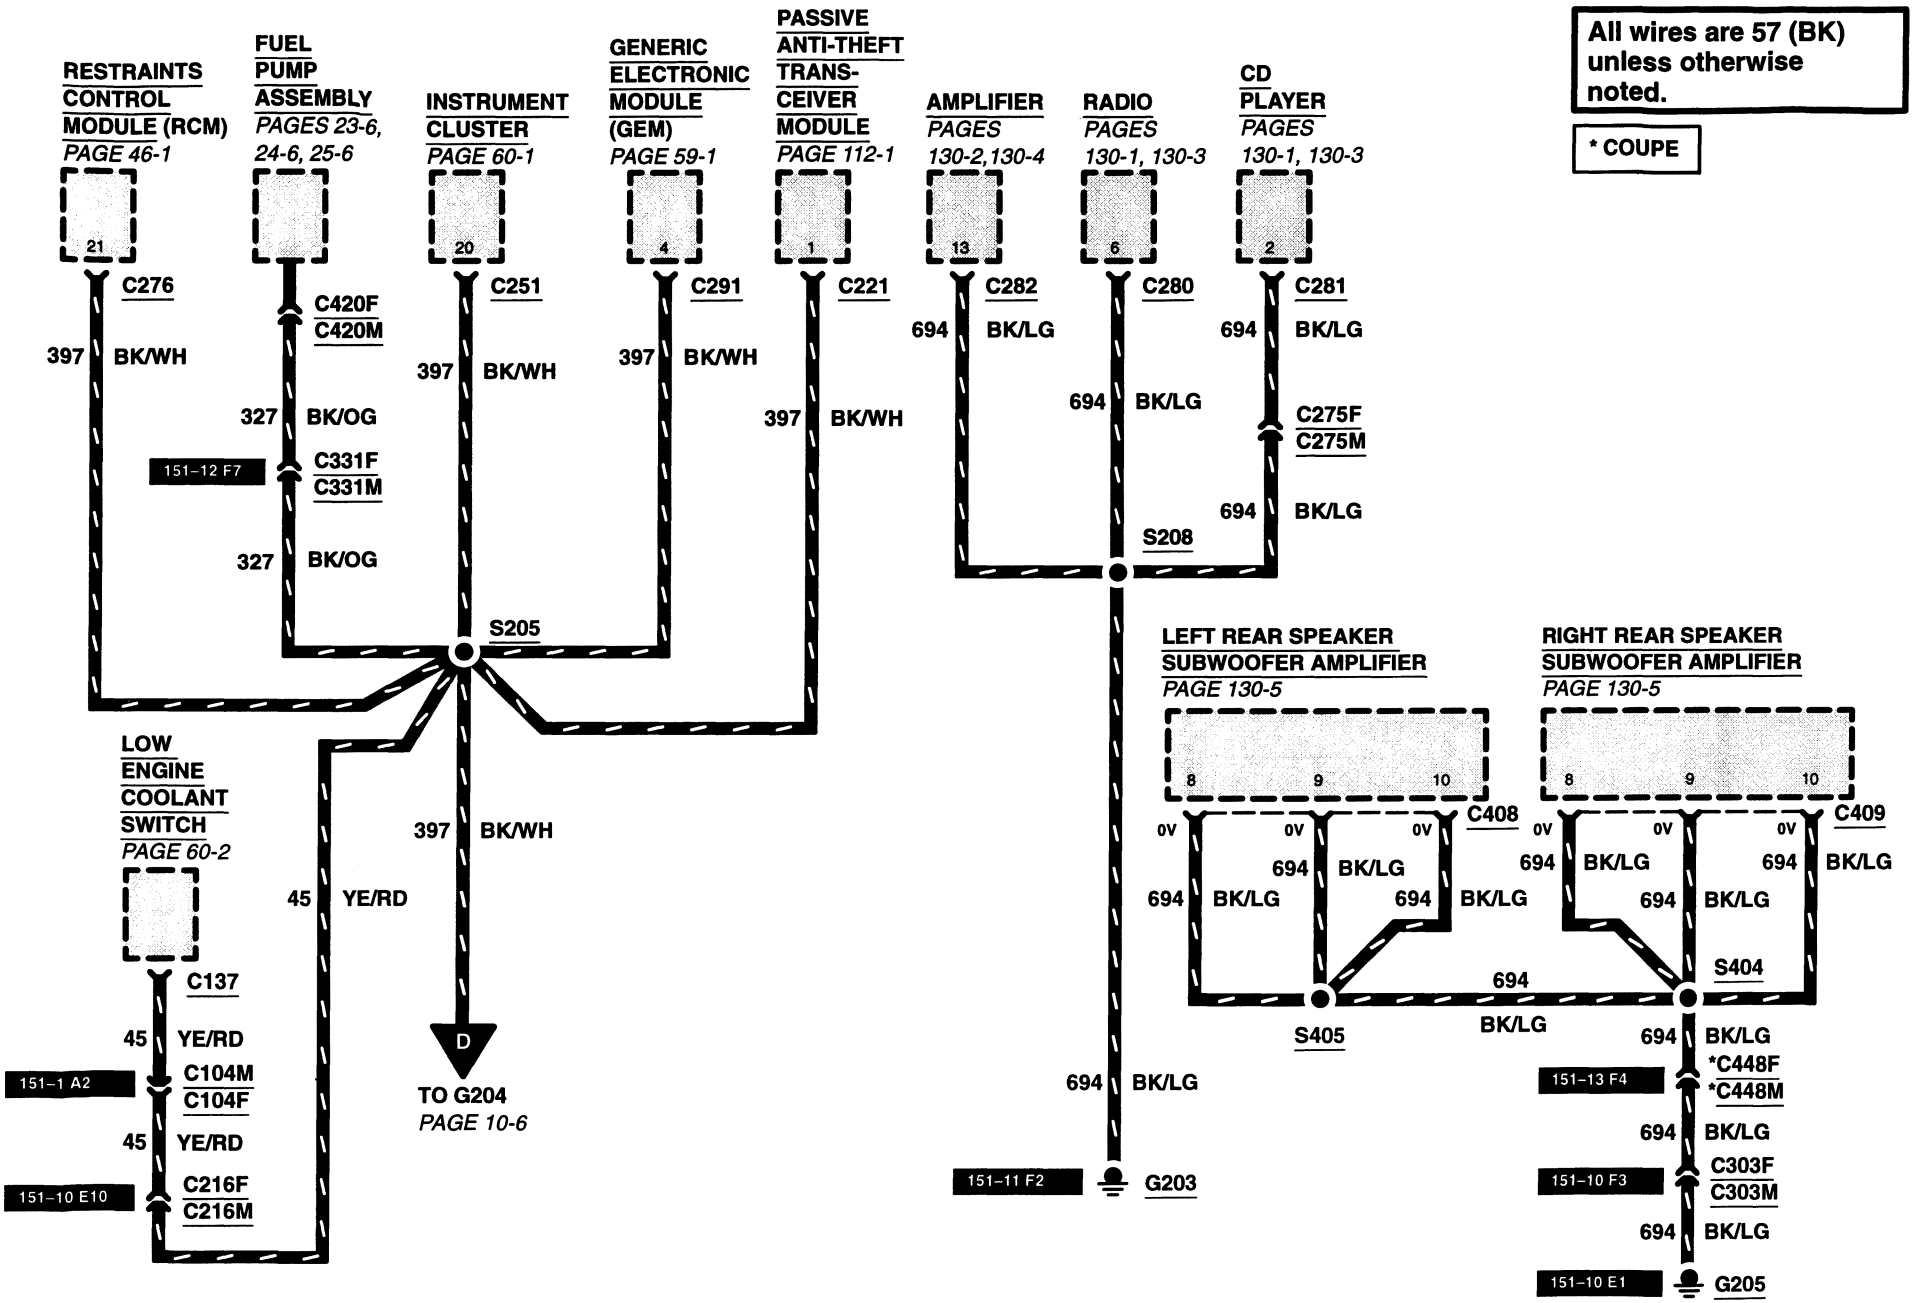 RESTRAINTS
CONTROL
MODULE (RCM)
PAGE 46-1
21
C276
397 BK/WH
FUEL
PUMP
ASSEMBLY
PAGES 23-6,
24-6, 25-6
C420F
C420M
327 BK/OG
151-12 F7
C331F
C331M
327 BK/OG
INSTRUMENT
CLUSTER
PAGE 60-1
20
C251
397 BK/WH
GENERIC
ELECTRONIC
MODULE
(GEM)
PAGE 59-1
4
C291
397 BK/WH
PASSIVE
ANTI-THEFT
TRANS-
CEIVER
MODULE
PAGE 112-1
1
C221
397 BK/WH
AMPLIFIER
PAGES
130-2,130-4
13
C282
694 BK/LG
RADIO
PAGES
130-1, 130-3
6
C280
694 BK/LG
CD
PLAYER
PAGES
130-1, 130-3
2
C281
694 BK/LG
C275F
C275M
694 BK/LG
All wires are 57 (BK)
unless otherwise
noted.
* COUPE
S208
S205
LOW
ENGINE
COOLANT
SWITCH
PAGE 60-2
C137
45 YE/RD
151-1 A2
C104M
C104F
45 YE/RD
151-10 E10
C216F
C216M
45 YE/RD
397 BK/WH
D
TO G204
PAGE 10-6
694 BK/LG
151-11 F2
G203
LEFT REAR SPEAKER
SUBWOOFER AMPLIFIER
PAGE 130-5
8 9 10
0V 0V 0V C408
694 BK/LG
694 BK/LG
694 BK/LG
S405
694
BK/LG
RIGHT REAR SPEAKER
SUBWOOFER AMPLIFIER
PAGE 130-5
8 9 10
0V 0V 0V C409
694 BK/LG
694 BK/LG
694 BK/LG
S404
694 BK/LG
151-13 F4
*C448F
*C448M
694 BK/LG
151-10 F3
C303F
C303M
694 BK/LG
151-10 E1
G205